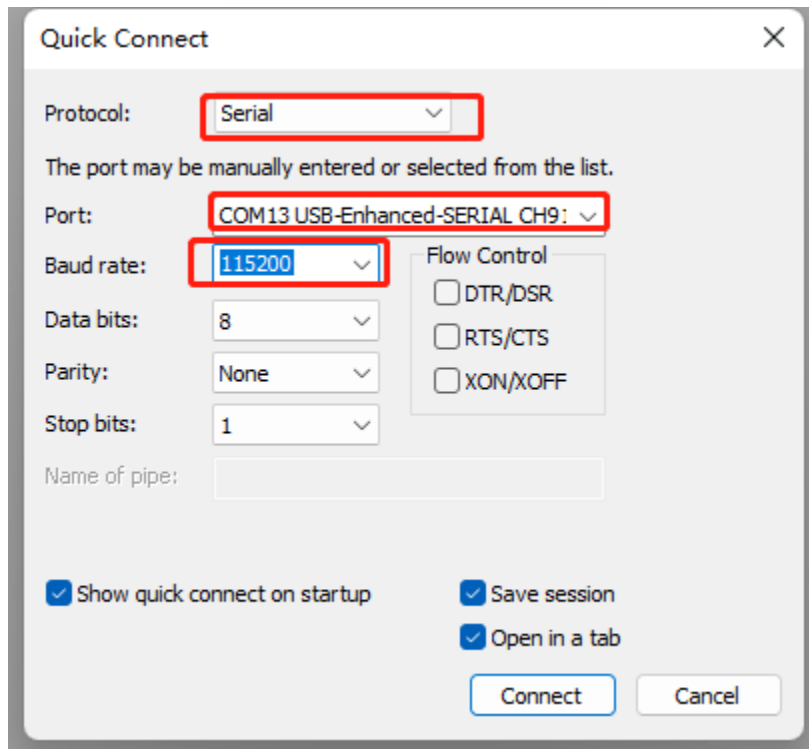 Quick Connect
Protocol: Serial
The port may be manually entered or selected from the list.
Port: COM13 USB-Enhanced-SERIAL CH91
Baud rate: 115200
Flow Control
DTR/DSR
Data bits: 8
RTS/CTS
Parity: None
XON/XOFF
Stop bits: 1
Name of pipe:
Show quick connect on startup
Save session
Open in a tab
Connect Cancel